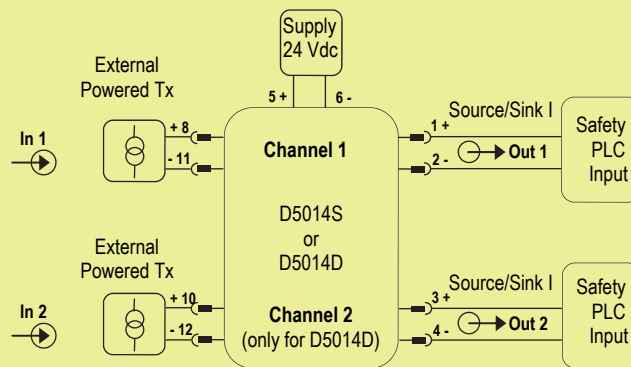 Supply
24 Vdc
5 +
6 -
External
Powered Tx
In 1
+ 8
- 11
Channel 1
Source/Sink I
1 +
2 -
Out 1
Safety
PLC
Input
D5014S
or
D5014D
External
Powered Tx
In 2
+ 10
- 12
Channel 2
(only for D5014D)
Source/Sink I
3 +
4 -
Out 2
Safety
PLC
Input